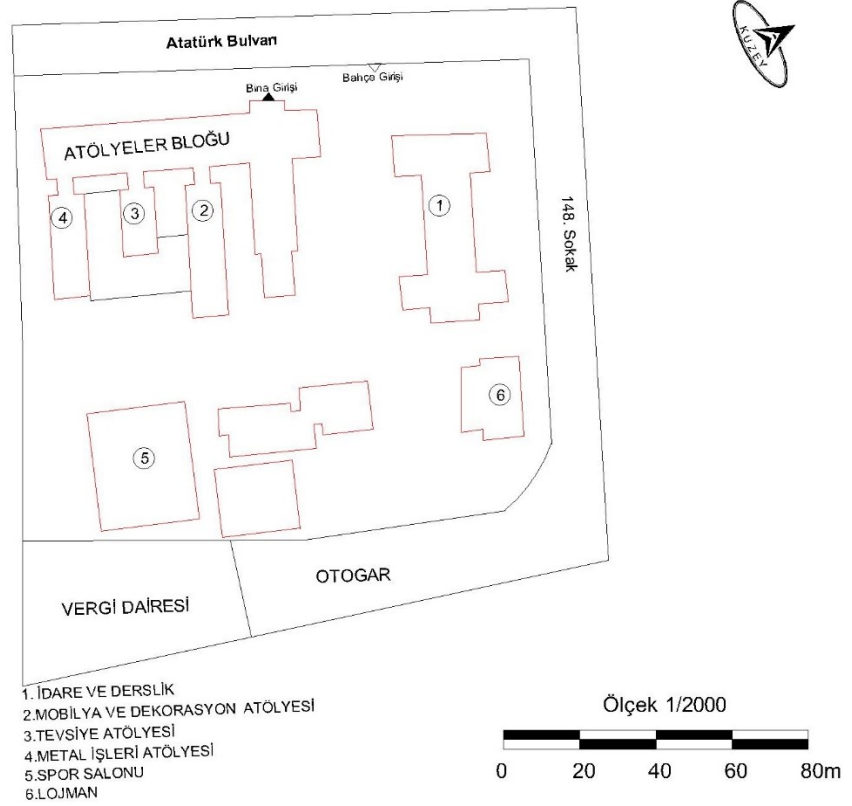 KUZEY
Atatürk Bulvarı
Bina Girişi
Bahçe Girişi
ATÖLYELER BLOĞU
4
3
2
1
148. Sokak
6
5
OTOGAR
VERGİ DAİRESİ
1. İDARE VE DERSLİK
2.MOBİLYA VE DEKORASYON ATÖLYESİ
3.TEVSİYE ATÖLYESİ
4.METAL İŞLERİ ATÖLYESİ
5.SPOR SALONU
6.LOJMAN
Ölçek 1/2000
0 20 40 60 80m